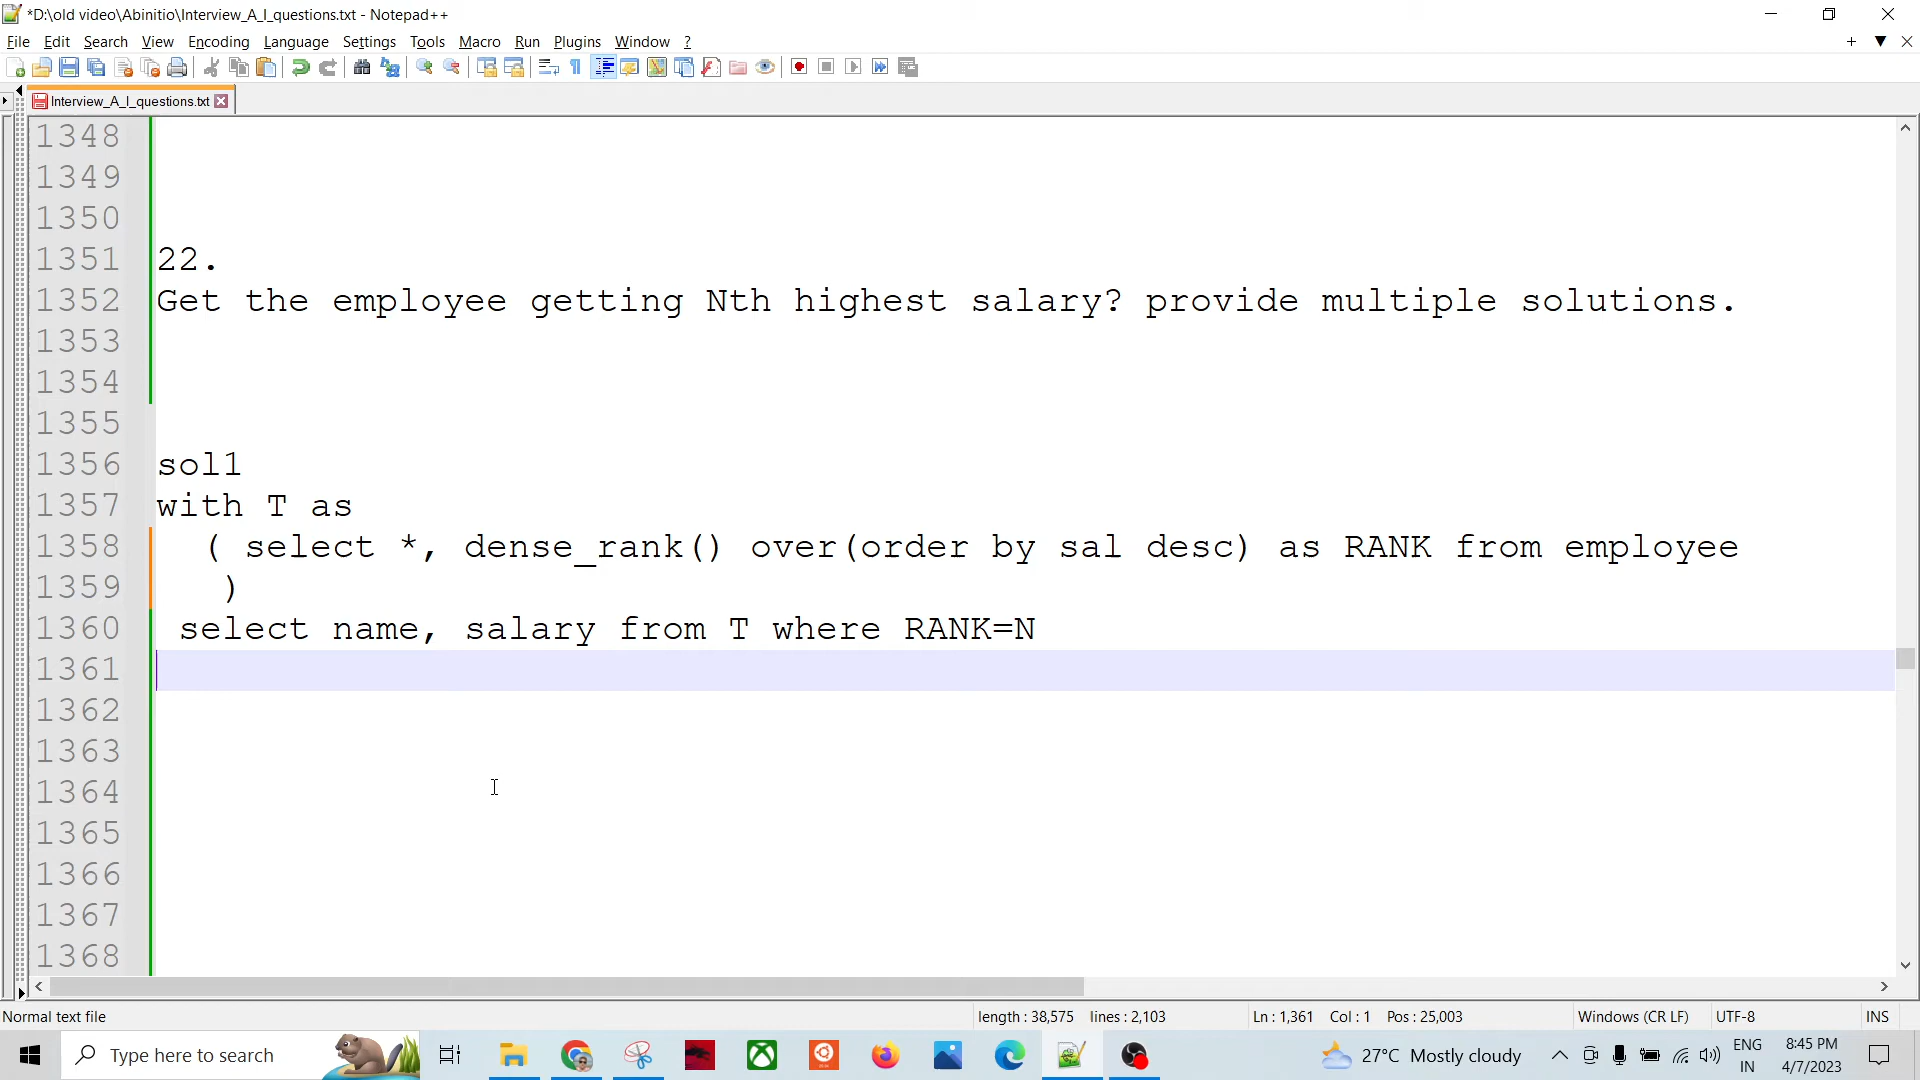 *D:\old video\Abinitio\Interview_A_I_questions.txt - Notepad++
File Edit Search View Encoding Language Settings Tools Macro Run Plugins Window ?
Interview_A_I_questions.txt
1348
1349
1350
1351 22.
1352 Get the employee getting Nth highest salary? provide multiple solutions.
1353
1354
1355
1356 sol1
1357 with T as
1358 ( select *, dense_rank() over(order by sal desc) as RANK from employee
1359 )
1360 select name, salary from T where RANK=N
1361
1362
1363
1364
1365
1366
1367
1368
Normal text file length : 38,575 lines : 2,103 Ln : 1,361 Col : 1 Pos : 25,003 Windows (CR LF) UTF-8 INS
Type here to search 27°C Mostly cloudy ENG 8:45 PM
IN 4/7/2023